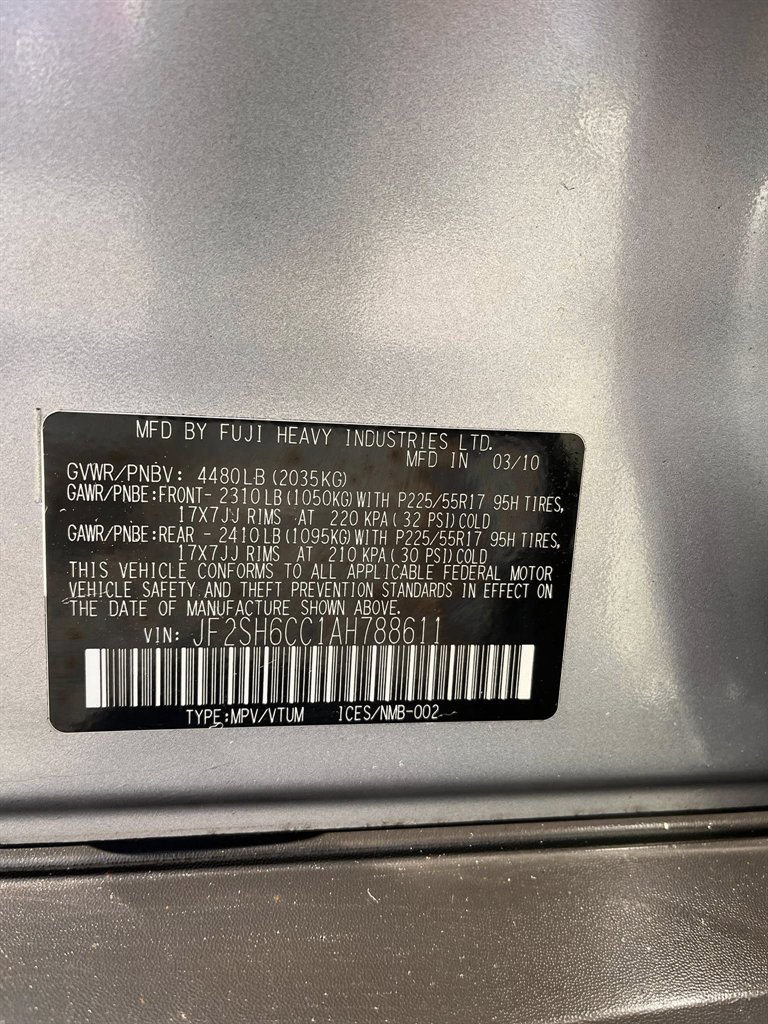 MFD BY FUJI HEAVY INDUSTRIES LTD.
MFD IN 03/10
GVWR/PNBV: 4480LB (2035KG)
GAWR/PNBE:FRONT- 2310LB (1050KG) WITH P225/55R17 95H TIRES,
17X7JJ RIMS AT 220 KPA ( 32 PSI) COLD
GAWR/PNBE:REAR - 2410LB (1095KG) WITH P225/55R17 95H TIRES,
17X7JJ RIMS AT 210 KPA ( 30 PSI) COLD
THIS VEHICLE CONFORMS TO ALL APPLICABLE FEDERAL MOTOR
VEHICLE SAFETY AND THEFT PREVENTION STANDARDS IN EFFECT ON
THE DATE OF MANUFACTURE SHOWN ABOVE.
VIN: JF2SH6CC1AH788611
TYPE:MPV/VTUM ICES/NMB-002